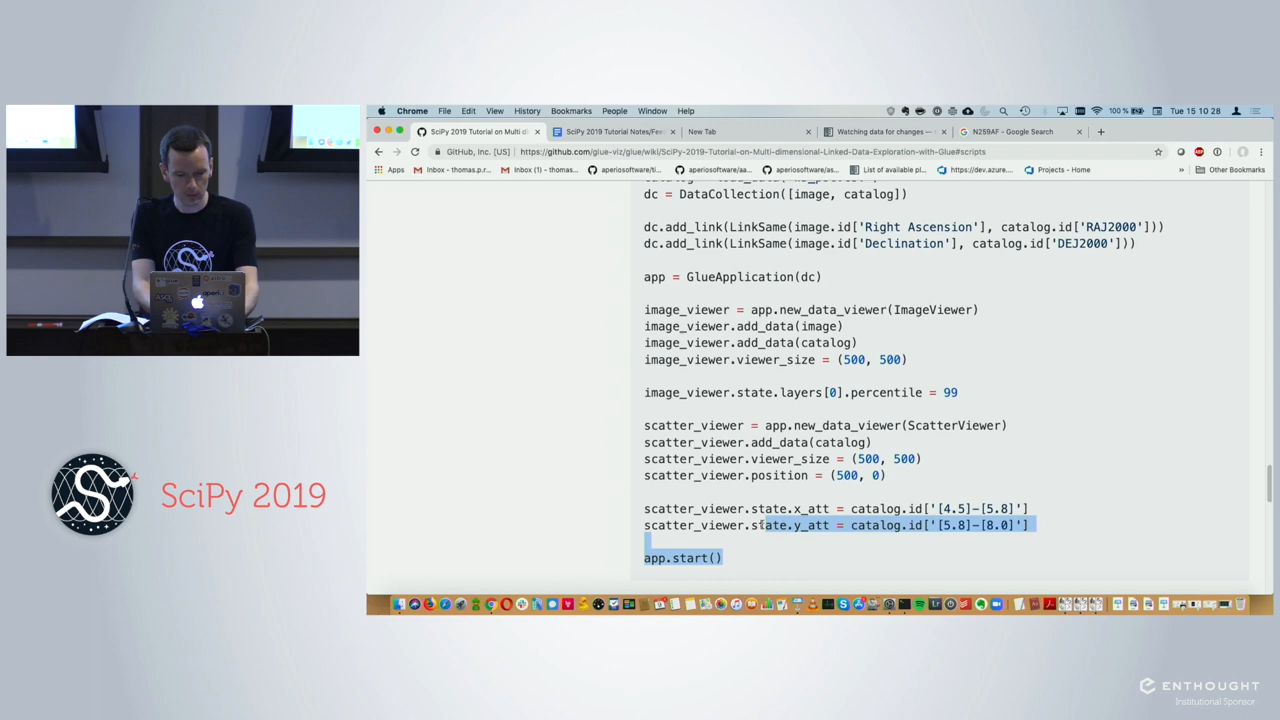 Chrome File Edit View History Bookmarks People Window Help
100 % Tue 15 10 28
SciPy 2019 Tutorial on Multi di
SciPy 2019 Tutorial Notes/Fee
New Tab
Watching data for changes —
N259AF - Google Search
GitHub, Inc. [US] https://github.com/glue-viz/glue/wiki/SciPy-2019-Tutorial-on-Multi-dimensional-Linked-Data-Exploration-with-Glue#scripts
Apps
Inbox - thomas.p.r...
Inbox (1) - thomas...
aperiosoftware/tie...
aperiosoftware/aa...
aperiosoftware/as...
List of available pl...
https://dev.azure...
Projects - Home
» Other Bookmarks
dc = DataCollection([image, catalog])
dc.add_link(LinkSame(image.id['Right Ascension'], catalog.id['RAJ2000']))
dc.add_link(LinkSame(image.id['Declination'], catalog.id['DEJ2000']))
app = GlueApplication(dc)
image_viewer = app.new_data_viewer(ImageViewer)
image_viewer.add_data(image)
image_viewer.add_data(catalog)
image_viewer.viewer_size = (500, 500)
image_viewer.state.layers[0].percentile = 99
scatter_viewer = app.new_data_viewer(ScatterViewer)
scatter_viewer.add_data(catalog)
scatter_viewer.viewer_size = (500, 500)
scatter_viewer.position = (500, 0)
scatter_viewer.state.x_att = catalog.id['[4.5]-[5.8]']
scatter_viewer.state.y_att = catalog.id['[5.8]-[8.0]']
app.start()
SciPy 2019
ENTHOUGHT
Institutional Sponsor